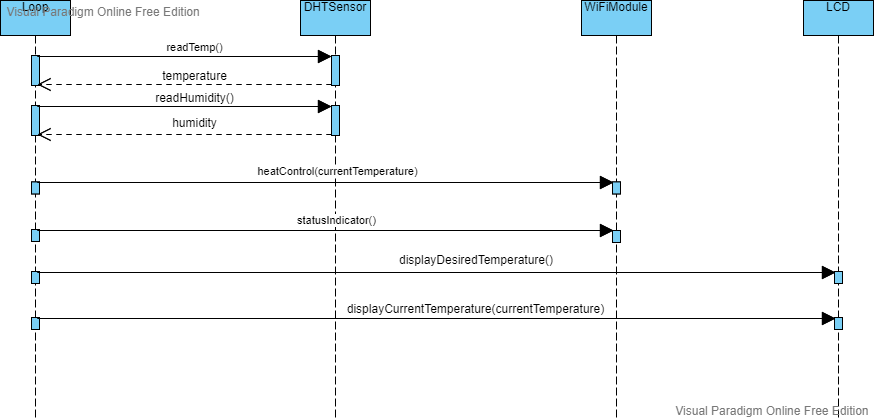 Loop
Visual Paradigm Online Free Edition
DHTSensor
WiFiModule
LCD
readTemp()
temperature
readHumidity()
humidity
heatControl(currentTemperature)
statusIndicator()
displayDesiredTemperature()
displayCurrentTemperature(currentTemperature)
Visual Paradigm Online Free Edition